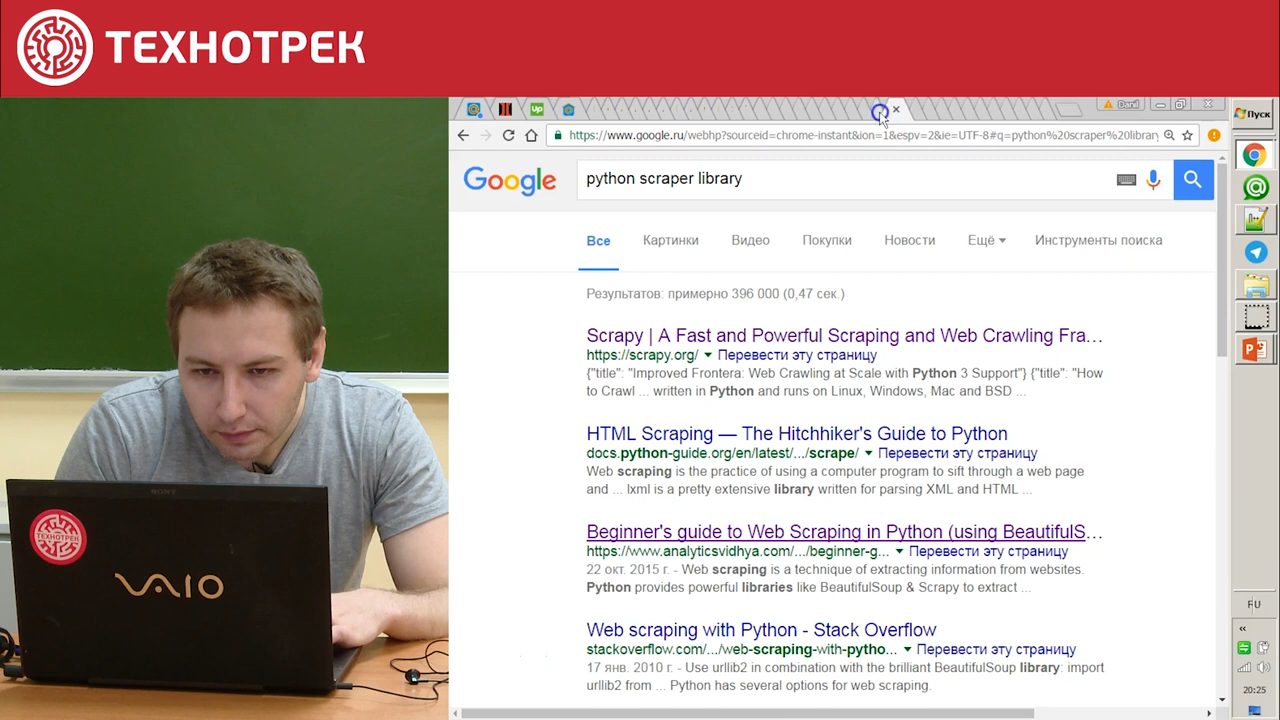 ТЕХНОТРЕК
Up
Danil
Пуск
https://www.google.ru/webhp?sourceid=chrome-instant&ion=1&espv=2&ie=UTF-8#q=python%20scraper%20library
Google
python scraper library
Все
Картинки
Видео
Покупки
Новости
Ещё
Инструменты поиска
Результатов: примерно 396 000 (0,47 сек.)
Scrapy | A Fast and Powerful Scraping and Web Crawling Fra...
https://scrapy.org/ Перевести эту страницу
{"title": "Improved Frontera: Web Crawling at Scale with Python 3 Support"} {"title": "How
to Crawl ... written in Python and runs on Linux, Windows, Mac and BSD ...
HTML Scraping — The Hitchhiker's Guide to Python
docs.python-guide.org/en/latest/.../scrape/ Перевести эту страницу
Web scraping is the practice of using a computer program to sift through a web page
and ... lxml is a pretty extensive library written for parsing XML and HTML ...
Beginner's guide to Web Scraping in Python (using BeautifulS...
https://www.analyticsvidhya.com/.../beginner-g... Перевести эту страницу
22 окт. 2015 г. - Web scraping is a technique of extracting information from websites.
Python provides powerful libraries like BeautifulSoup & Scrapy to extract ...
Web scraping with Python - Stack Overflow
stackoverflow.com/.../web-scraping-with-pytho... Перевести эту страницу
17 янв. 2010 г. - Use urllib2 in combination with the brilliant BeautifulSoup library: import
urllib2 from ... Python has several options for web scraping.
SONY
ТЕХНОТРЕК
VAIO
RU
20:25